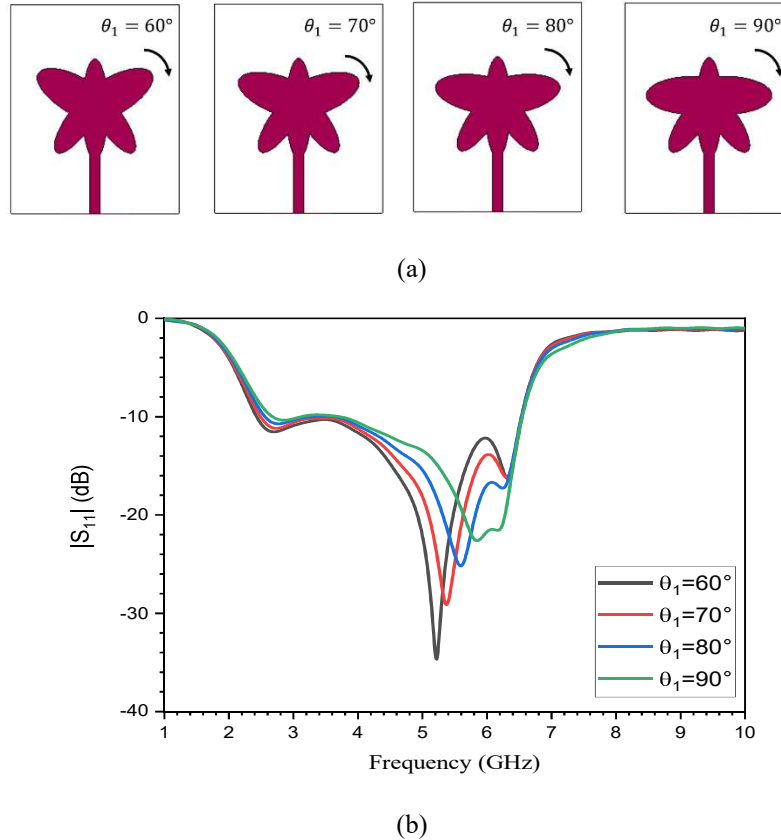 θ₁ = 60° θ₁ = 70° θ₁ = 80° θ₁ = 90°
(a)
0
-10
-20
-30
-40
|S₁₁| (dB)
θ₁=60°
θ₁=70°
θ₁=80°
θ₁=90°
1 2 3 4 5 6 7 8 9 10
Frequency (GHz)
(b)